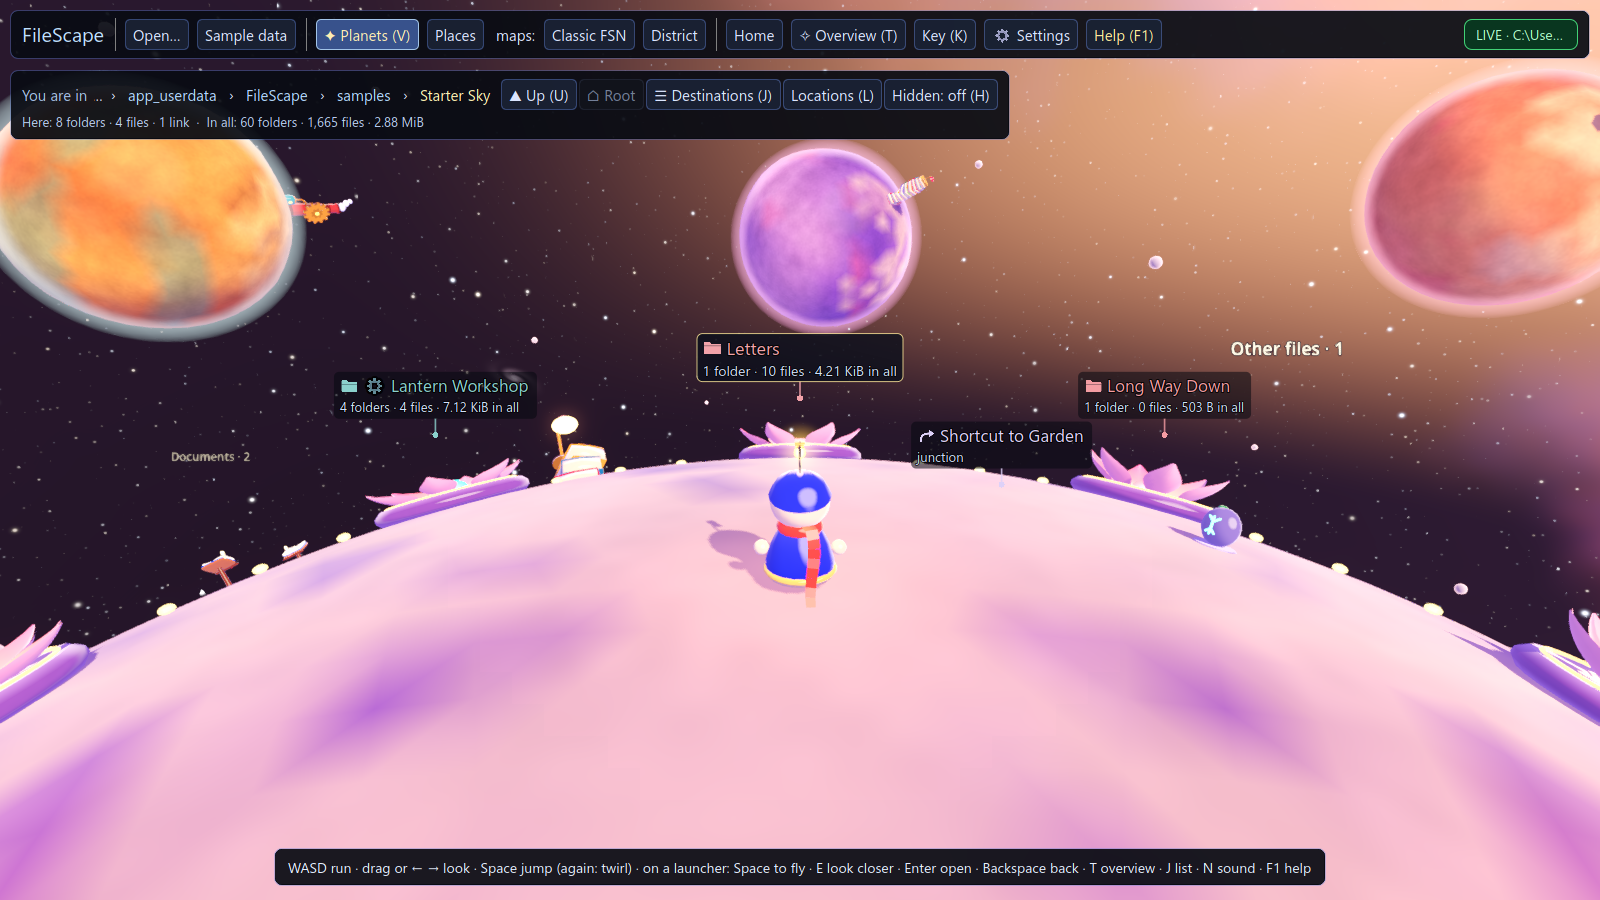 FileScape Open... Sample data ✦ Planets (V) Places maps: Classic FSN District Home ✧ Overview (T) Key (K) ⚙ Settings Help (F1) LIVE · C:\Use...
You are in .. › app_userdata › FileScape › samples › Starter Sky ▲ Up (U) ⌂ Root ☰ Destinations (J) Locations (L) Hidden: off (H)
Here: 8 folders · 4 files · 1 link · In all: 60 folders · 1,665 files · 2.88 MiB
Letters
1 folder · 10 files · 4.21 KiB in all
Other files · 1
Lantern Workshop
4 folders · 4 files · 7.12 KiB in all
Long Way Down
1 folder · 0 files · 503 B in all
Shortcut to Garden
junction
Documents · 2
WASD run · drag or ← → look · Space jump (again: twirl) · on a launcher: Space to fly · E look closer · Enter open · Backspace back · T overview · J list · N sound · F1 help